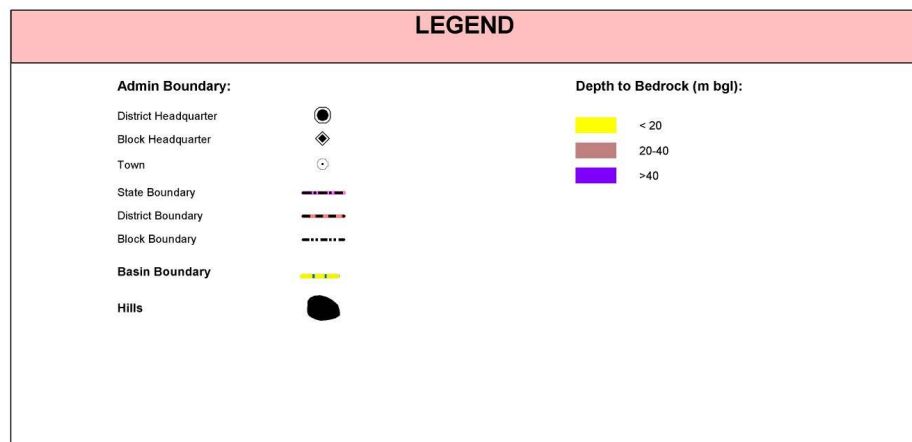 LEGEND
Admin Boundary:
District Headquarter
Block Headquarter
Town
State Boundary
District Boundary
Block Boundary
Basin Boundary
Hills
Depth to Bedrock (m bgl):
< 20
20-40
>40